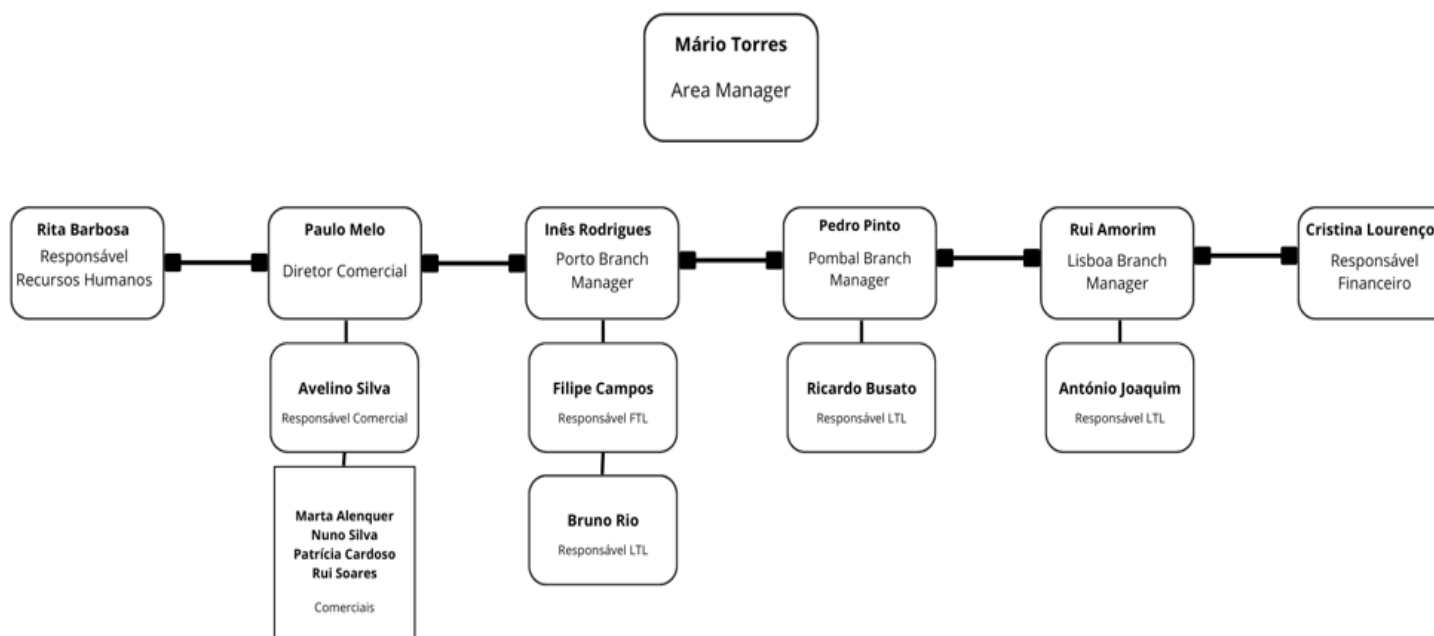 Mário Torres
Area Manager
Rita Barbosa
Responsável
Recursos Humanos
Paulo Melo
Diretor Comercial
Inês Rodrigues
Porto Branch
Manager
Pedro Pinto
Pombal Branch
Manager
Rui Amorim
Lisboa Branch
Manager
Cristina Lourenço
Responsável
Financeiro
Avelino Silva
Responsável Comercial
Filipe Campos
Responsável FTL
Ricardo Busato
Responsável LTL
António Joaquim
Responsável LTL
Marta Alenquer
Nuno Silva
Patrícia Cardoso
Rui Soares
Comerciais
Bruno Rio
Responsável LTL